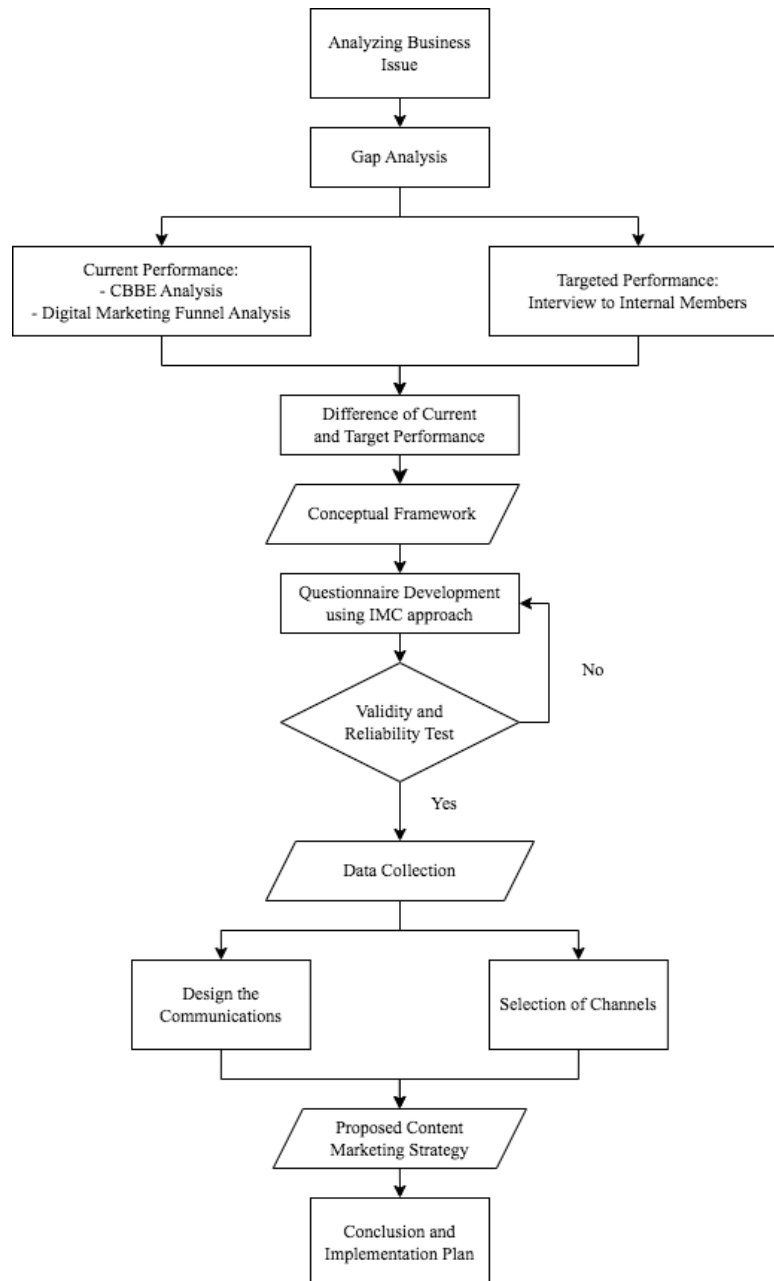 Analyzing Business
Issue
Gap Analysis
Current Performance:
- CBBE Analysis
- Digital Marketing Funnel Analysis
Targeted Performance:
Interview to Internal Members
Difference of Current
and Target Performance
Conceptual Framework
Questionnaire Development
using IMC approach
No
Validity and
Reliability Test
Yes
Data Collection
Design the
Communications
Selection of Channels
Proposed Content
Marketing Strategy
Conclusion and
Implementation Plan